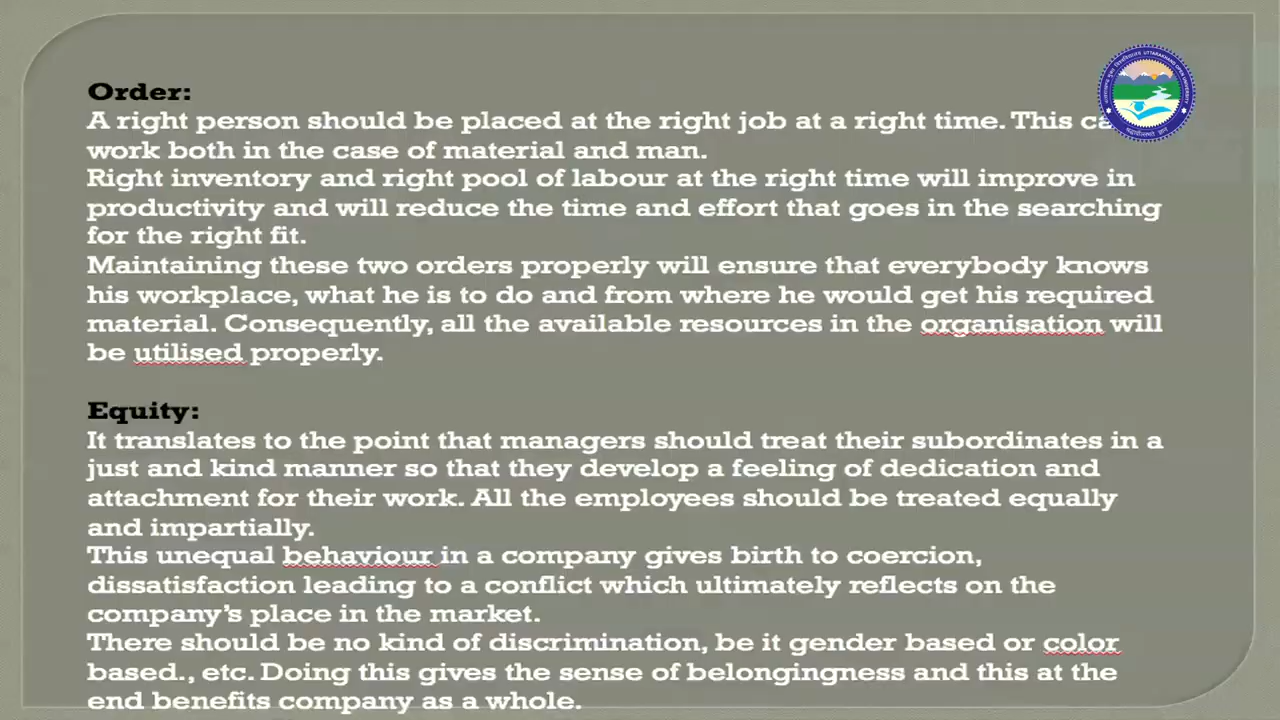 Order:
A right person should be placed at the right job at a right time. This ca
work both in the case of material and man.
Right inventory and right pool of labour at the right time will improve in
productivity and will reduce the time and effort that goes in the searching
for the right fit.
Maintaining these two orders properly will ensure that everybody knows
his workplace, what he is to do and from where he would get his required
material. Consequently, all the available resources in the organisation will
be utilised properly.
Equity:
It translates to the point that managers should treat their subordinates in a
just and kind manner so that they develop a feeling of dedication and
attachment for their work. All the employees should be treated equally
and impartially.
This unequal behaviour in a company gives birth to coercion,
dissatisfaction leading to a conflict which ultimately reflects on the
company's place in the market.
There should be no kind of discrimination, be it gender based or color
based., etc. Doing this gives the sense of belongingness and this at the
end benefits company as a whole.